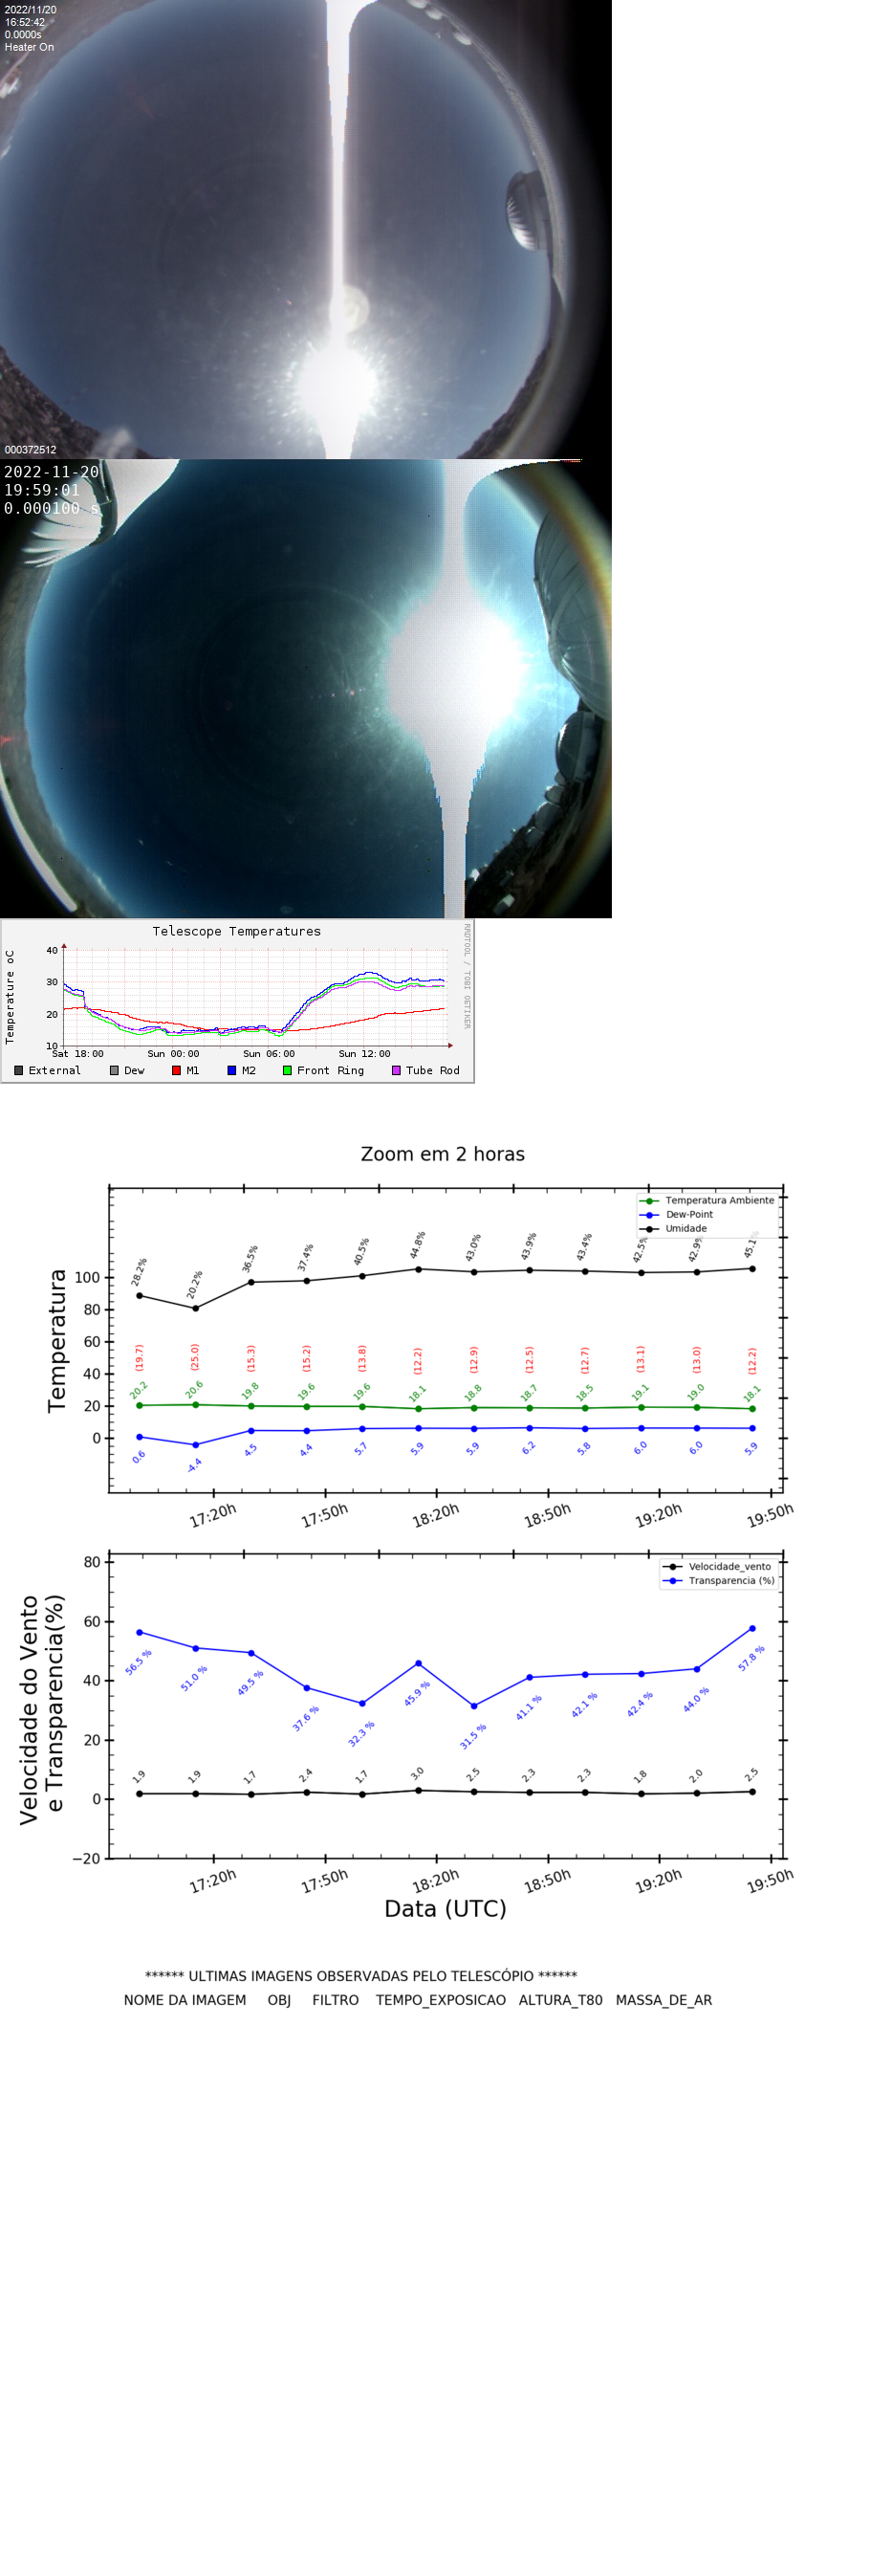 2022/11/20
16:52:42
0.0000s
Heater On
000372512
2022-11-20
19:59:01
0.000100 s
Telescope Temperatures
RRDTOOL / TOBI OETIKER
Temperature oC
40
30
20
10
Sat 18:00 Sun 00:00 Sun 06:00 Sun 12:00
External Dew M1 M2 Front Ring Tube Rod
Zoom em 2 horas
Temperatura Ambiente
Dew-Point
Umidade
Temperatura
100
80
60
40
20
0
28.2% 20.2% 36.5% 37.4% 40.5% 44.8% 43.0% 43.9% 43.4% 42.5% 42.9% 45.1%
(19.7) (25.0) (15.3) (15.2) (13.8) (12.2) (12.9) (12.5) (12.7) (13.1) (13.0) (12.2)
20.2 20.6 19.8 19.6 19.6 18.1 18.8 18.7 18.5 19.1 19.0 18.1
0.6 -4.4 4.5 4.4 5.7 5.9 5.9 6.2 5.8 6.0 6.0 5.9
17:20h 17:50h 18:20h 18:50h 19:20h 19:50h
Velocidade_vento
Transparencia (%)
Velocidade do Vento
e Transparencia(%)
80
60
40
20
0
−20
56.5 % 51.0 % 49.5 % 37.6 % 32.3 % 45.9 % 31.5 % 41.1 % 42.1 % 42.4 % 44.0 % 57.8 %
1.9 1.9 1.7 2.4 1.7 3.0 2.5 2.3 2.3 1.8 2.0 2.5
17:20h 17:50h 18:20h 18:50h 19:20h 19:50h
Data (UTC)
****** ULTIMAS IMAGENS OBSERVADAS PELO TELESCÓPIO ******
NOME DA IMAGEM OBJ FILTRO TEMPO_EXPOSICAO ALTURA_T80 MASSA_DE_AR